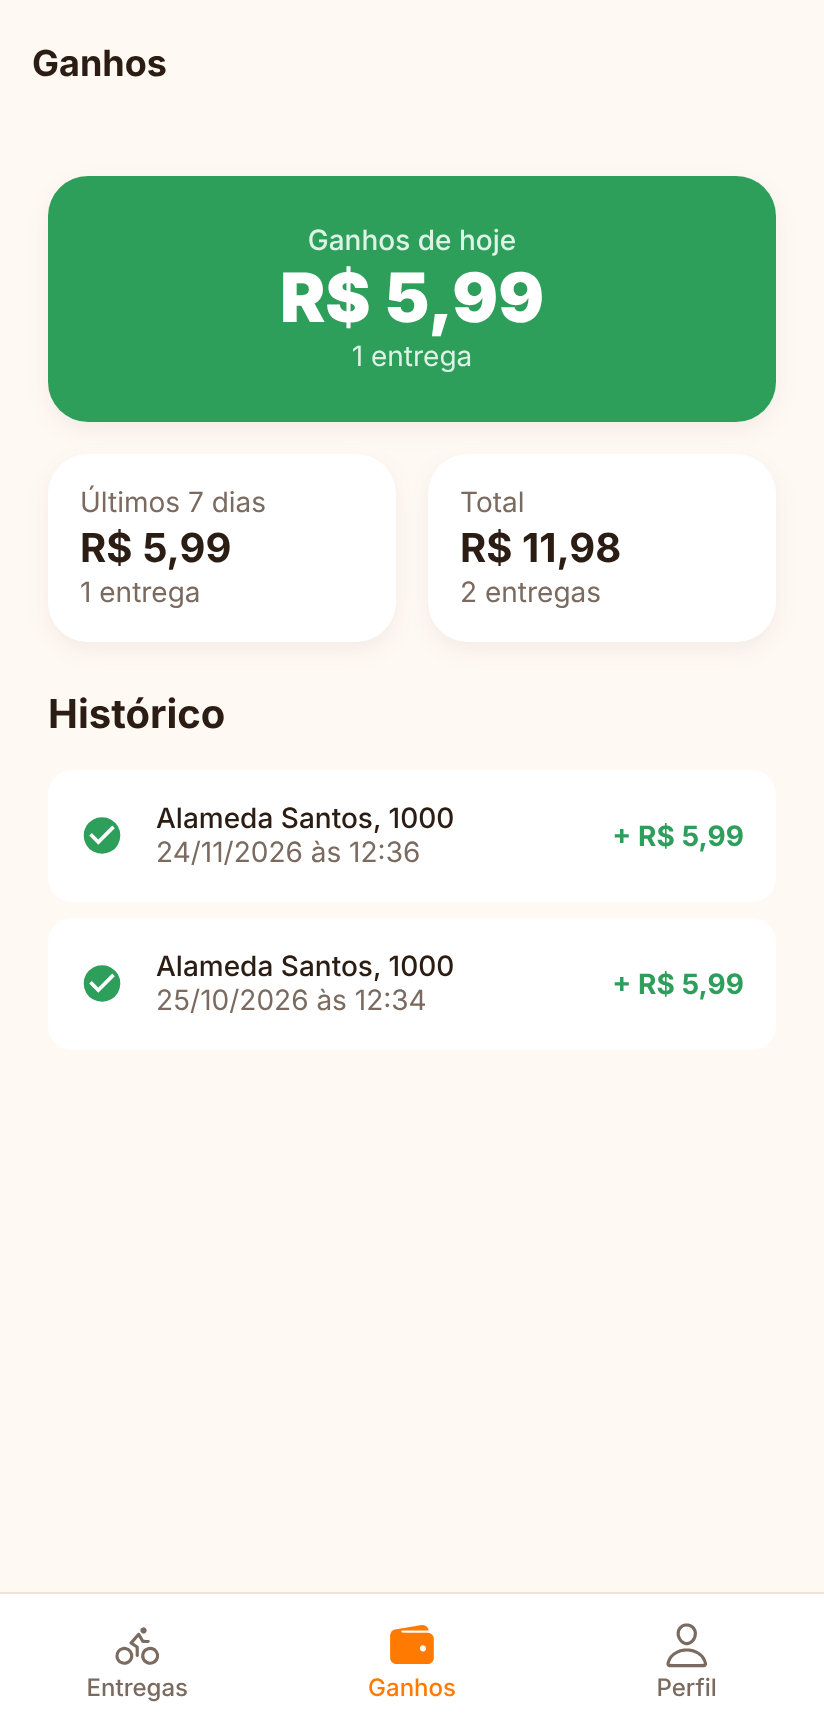 Ganhos
Ganhos de hoje
R$ 5,99
1 entrega
Últimos 7 dias
R$ 5,99
1 entrega
Total
R$ 11,98
2 entregas
Histórico
Alameda Santos, 1000
24/11/2026 às 12:36
+ R$ 5,99
Alameda Santos, 1000
25/10/2026 às 12:34
+ R$ 5,99
Entregas
Ganhos
Perfil